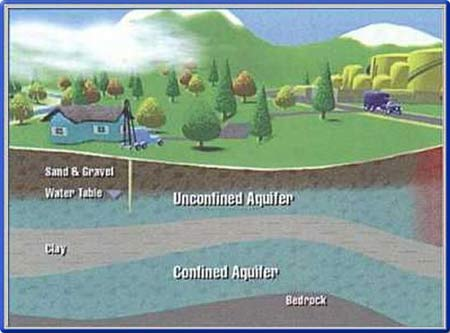 Sand & Gravel
Water Table
Unconfined Aquifer
Clay
Confined Aquifer
Bedrock